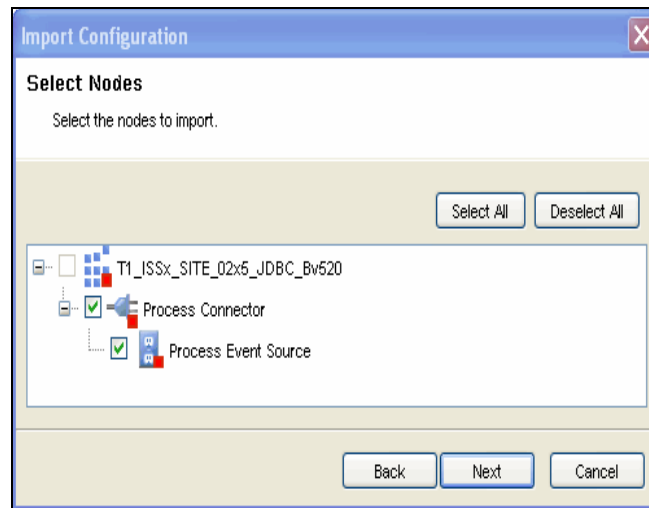 Import Configuration
Select Nodes
Select the nodes to import.
Select All Deselect All
T1_ISSx_SITE_02x5_JDBC_Bv520
Process Connector
Process Event Source
Back Next Cancel